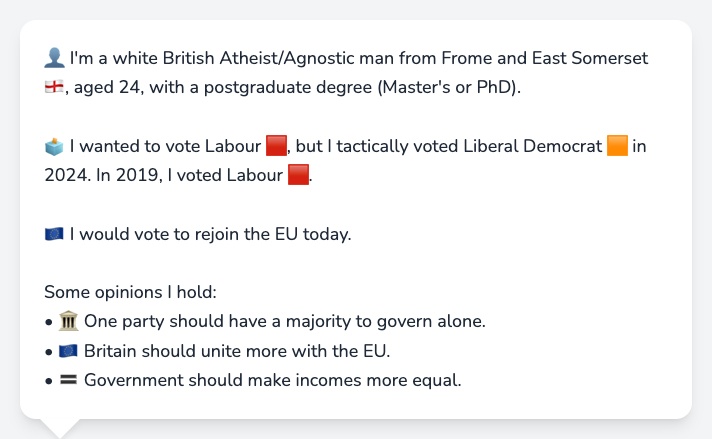 👤 I'm a white British Atheist/Agnostic man from Frome and East Somerset
🏴󠁧󠁢󠁥󠁮󠁧󠁿, aged 24, with a postgraduate degree (Master's or PhD).
🗳️ I wanted to vote Labour 🟥, but I tactically voted Liberal Democrat 🟧 in
2024. In 2019, I voted Labour 🟥.
🇪🇺 I would vote to rejoin the EU today.
Some opinions I hold:
• 🏛️ One party should have a majority to govern alone.
• 🇪🇺 Britain should unite more with the EU.
• 🟰 Government should make incomes more equal.